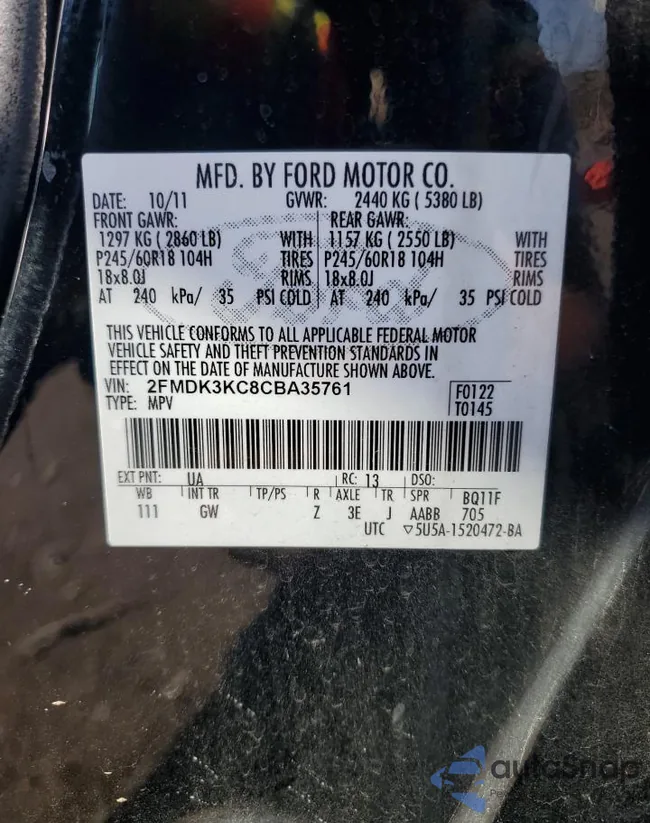 MFD. BY FORD MOTOR CO.
DATE: 10/11 GVWR: 2440 KG ( 5380 LB)
FRONT GAWR: REAR GAWR:
1297 KG ( 2860 LB) WITH 1157 KG ( 2550 LB) WITH
P245/60R18 104H TIRES P245/60R18 104H TIRES
18x8.0J RIMS 18x8.0J RIMS
AT 240 kPa/ 35 PSI COLD AT 240 kPa/ 35 PSI COLD
THIS VEHICLE CONFORMS TO ALL APPLICABLE FEDERAL MOTOR
VEHICLE SAFETY AND THEFT PREVENTION STANDARDS IN
EFFECT ON THE DATE OF MANUFACTURE SHOWN ABOVE.
VIN: 2FMDK3KC8CBA35761 F0122
TYPE: MPV T0145
EXT PNT: UA RC: 13 DSO:
WB INT TR TP/PS R AXLE TR SPR BQ11F
111 GW Z 3E J AABB 705
UTC ▽5U5A-1520472-BA
autoSnap